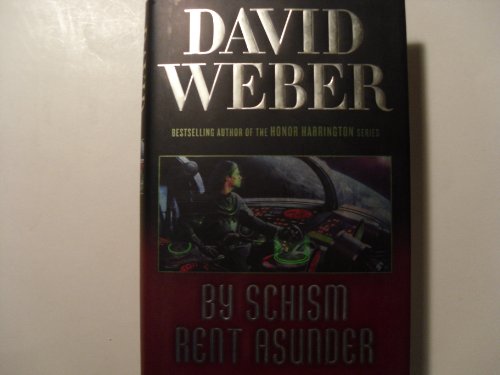 DAVID
WEBER
BESTSELLING AUTHOR OF THE HONOR HARRINGTON SERIES
BY SCHISM
RENT ASUNDER